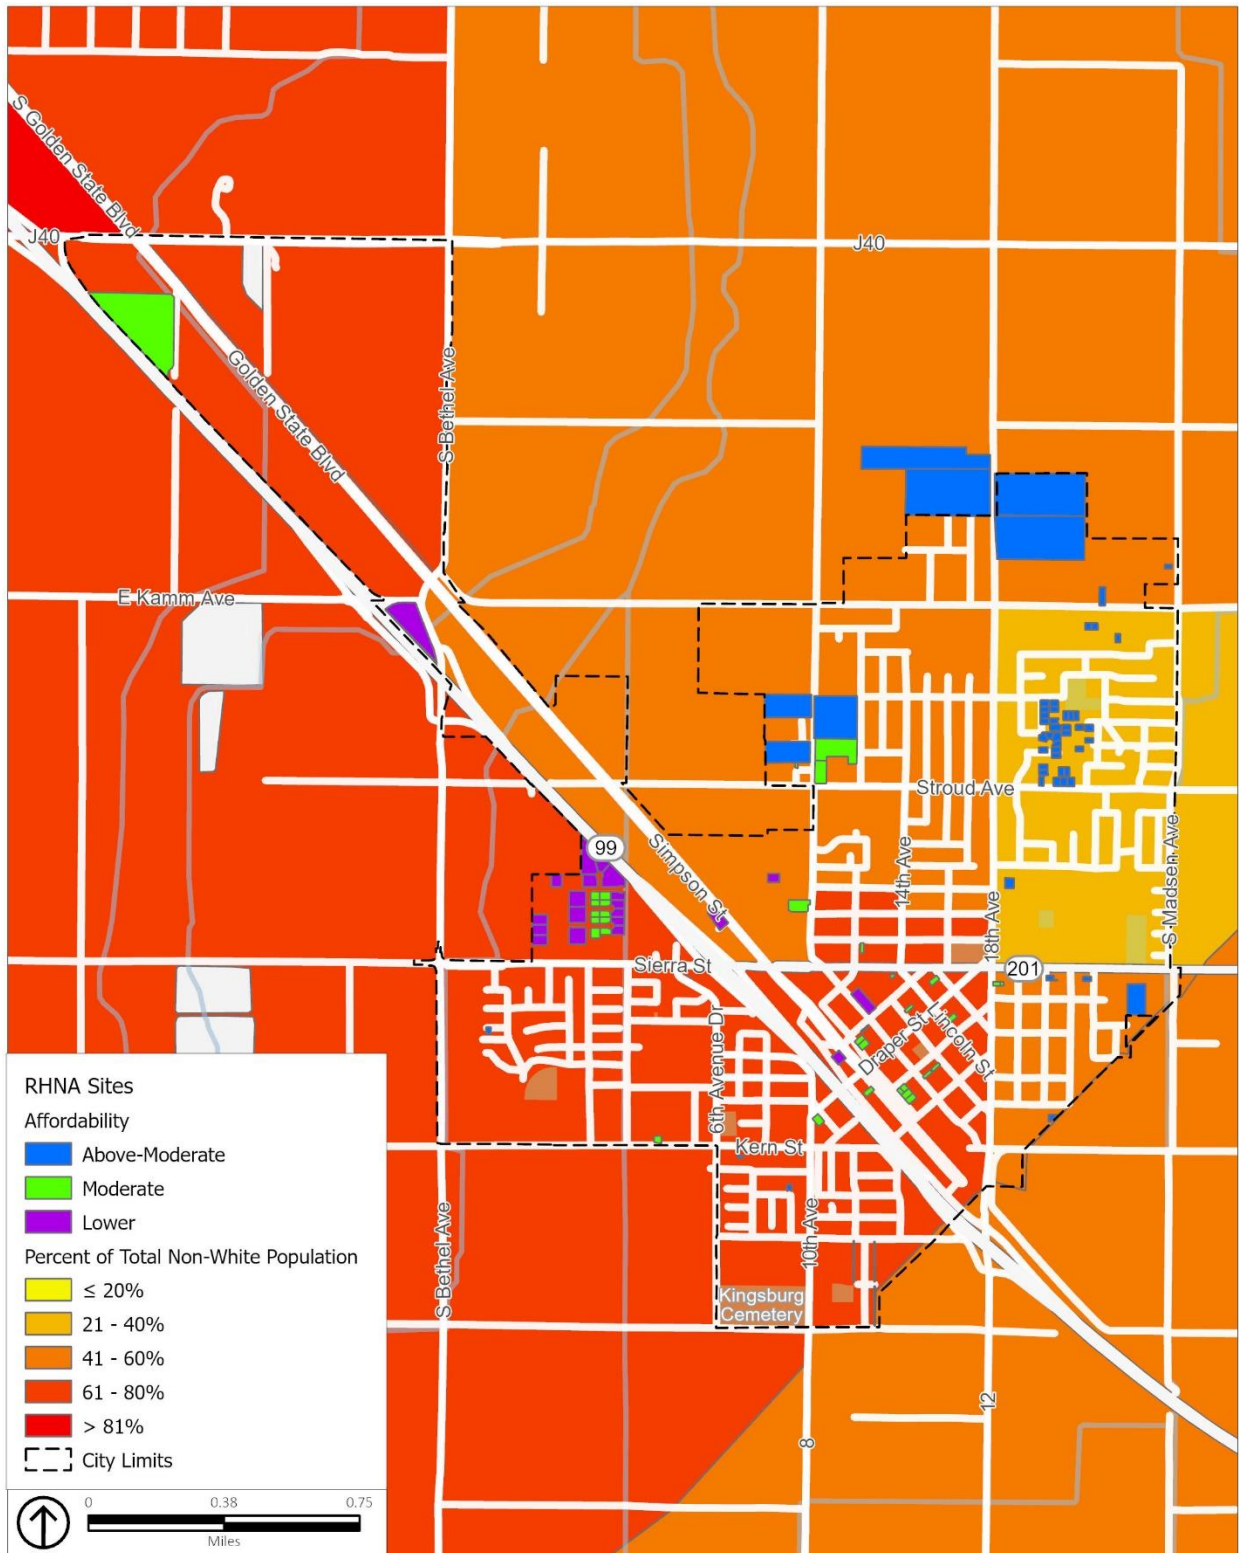 S Golden State Blvd
J40
J40
Golden State Blvd
S Bethel Ave
E Kamm Ave
Stroud Ave
99
Simpson St
14th Ave
18th Ave
S Madsen Ave
Sierra St
201
6th Avenue Dr
Draper St
Lincoln St
Kern St
S Bethel Ave
10th Ave
Kingsburg
Cemetery
12
8
RHNA Sites
Affordability
Above-Moderate
Moderate
Lower
Percent of Total Non-White Population
≤ 20%
21 - 40%
41 - 60%
61 - 80%
> 81%
City Limits
0 0.38 0.75
Miles